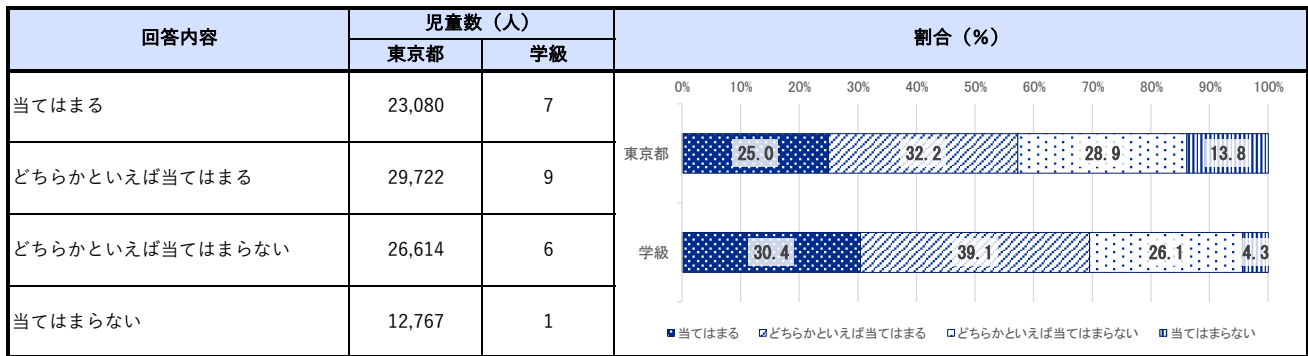 回答内容
児童数（人）
割合（%）
東京都
学級
当てはまる
23,080
7
どちらかといえば当てはまる
29,722
9
どちらかといえば当てはまらない
26,614
6
当てはまらない
12,767
1
0% 10% 20% 30% 40% 50% 60% 70% 80% 90% 100%
東京都 25.0 32.2 28.9 13.8
学級 30.4 39.1 26.1 4.3
当てはまる どちらかといえば当てはまる どちらかといえば当てはまらない 当てはまらない